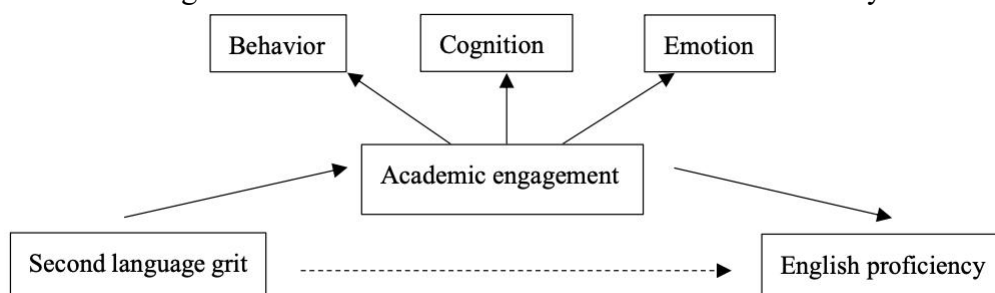 Behavior
Cognition
Emotion
Academic engagement
Second language grit
English proficiency